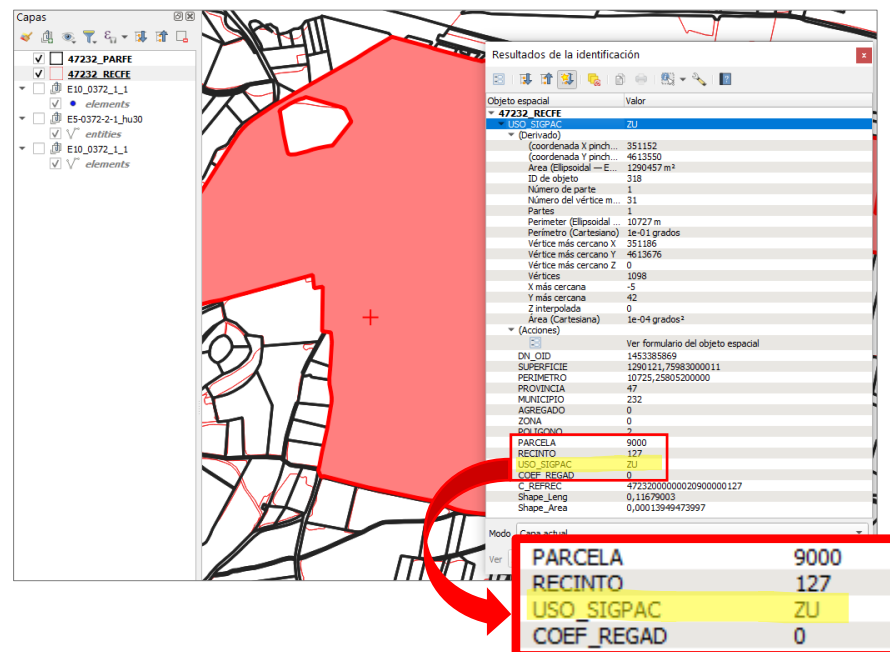 Capas
47232_PARFE
47232_RECFE
E10_0372_1_1
elements
E5-0372-2-1_hu30
entities
E10_0372_1_1
elements
Resultados de la identificación
Objeto espacial Valor
47232_RECFE
USO_SIGPAC ZU
(Derivado)
(coordenada X pinch... 351152
(coordenada Y pinch... 4613550
Área (Ellipsoidal — E... 1290457 m²
ID de objeto 318
Número de parte 1
Número del vértice m... 31
Partes 1
Perimeter (Ellipsoidal ... 10727 m
Perímetro (Cartesiano) 1e-01 grados
Vértice más cercano X 351186
Vértice más cercano Y 4613676
Vértice más cercano Z 0
Vértices 1098
X más cercana -5
Y más cercana 42
Z interpolada 0
Área (Cartesiana) 1e-04 grados²
(Acciones)
Ver formulario del objeto espacial
DN_OID 1453385869
SUPERFICIE 1290121,75983000011
PERIMETRO 10725,25805200000
PROVINCIA 47
MUNICIPIO 232
AGREGADO 0
ZONA 0
POLIGONO 2
PARCELA 9000
RECINTO 127
USO_SIGPAC ZU
COEF_REGAD 0
C_REFREC
Shape_Leng 0,11679003
Shape_Area 0,00013949473997
Modo Capa actual
Ver
PARCELA 9000
RECINTO 127
USO_SIGPAC ZU
COEF_REGAD 0